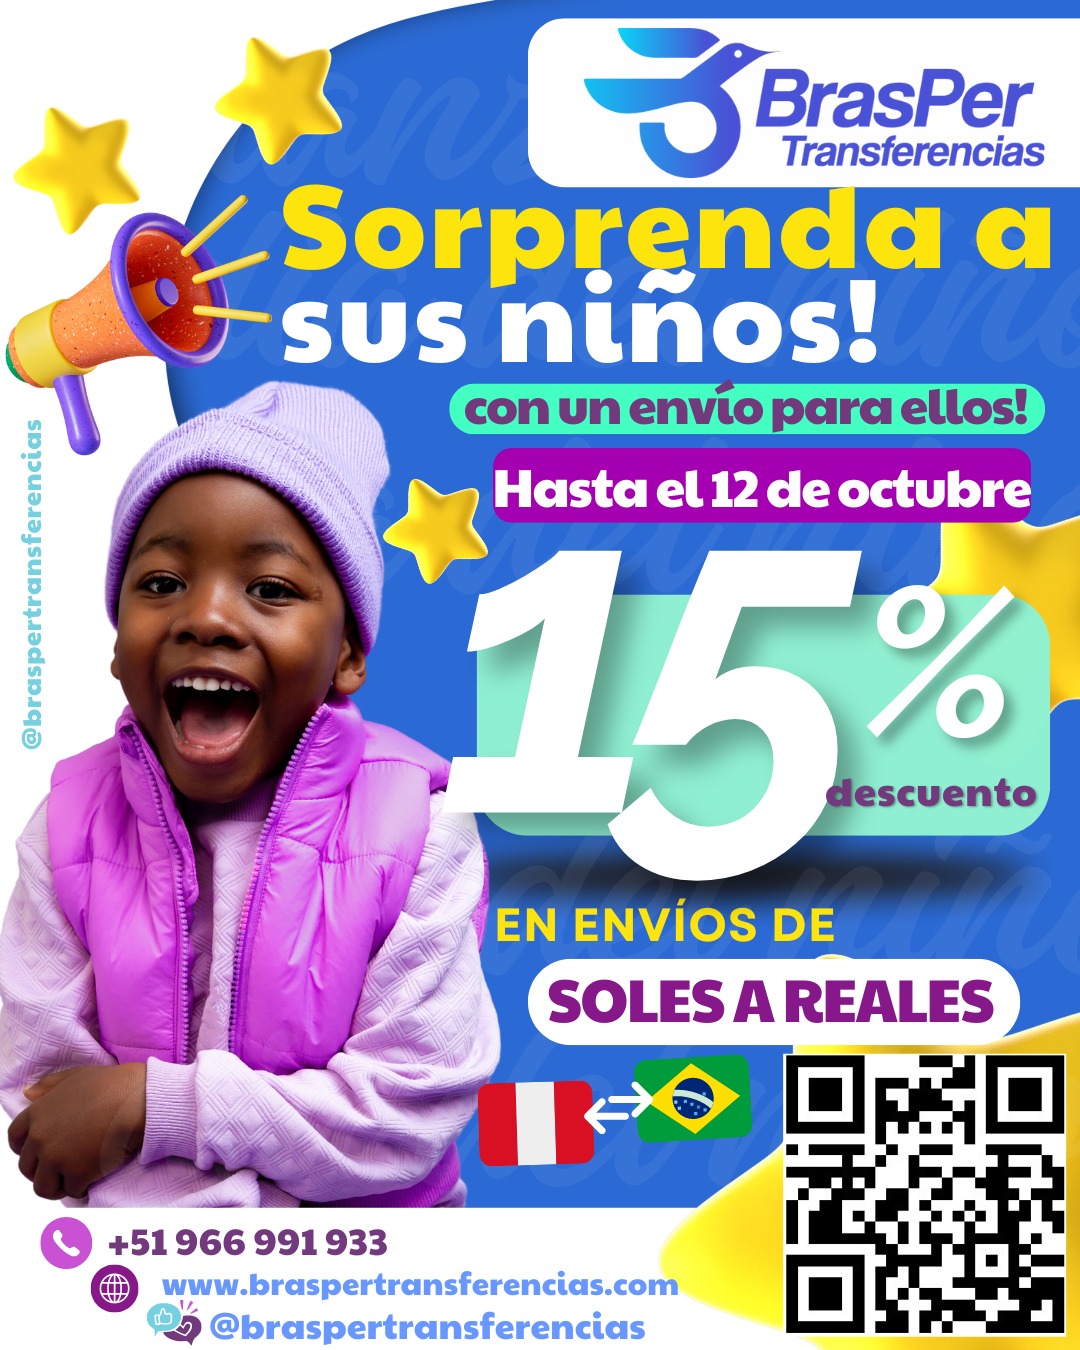 BrasPer
Transferencias
Sorprenda a
sus niños!
con un envío para ellos!
Hasta el 12 de octubre
15%
descuento
EN ENVÍOS DE
SOLES A REALES
@braspertransferencias
+51 966 991 933
www.braspertransferencias.com
@braspertransferencias